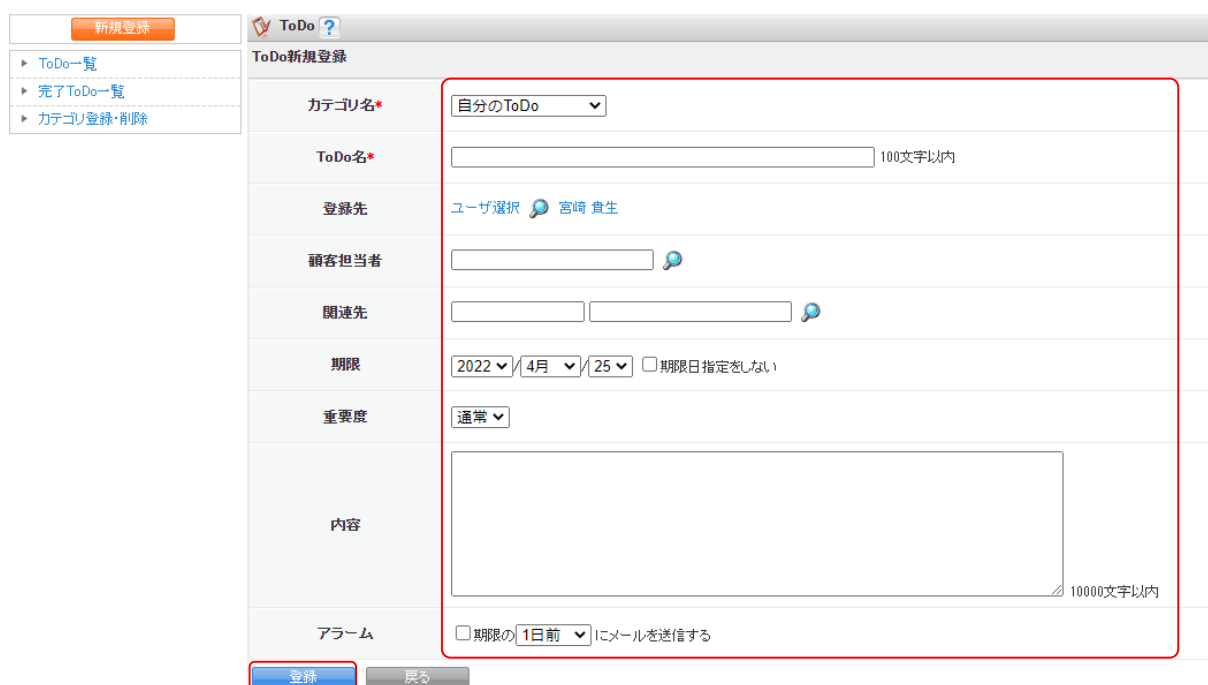 新規登録
ToDo一覧
完了ToDo一覧
カテゴリ登録・削除
ToDo ?
ToDo新規登録
カテゴリ名* 自分のToDo
ToDo名* 100文字以内
登録先 ユーザ選択 宮崎 貴生
顧客担当者
関連先
期限 2022 / 4月 / 25 期限日指定をしない
重要度 通常
内容 10000文字以内
アラーム 期限の 1日前 にメールを送信する
登録 戻る